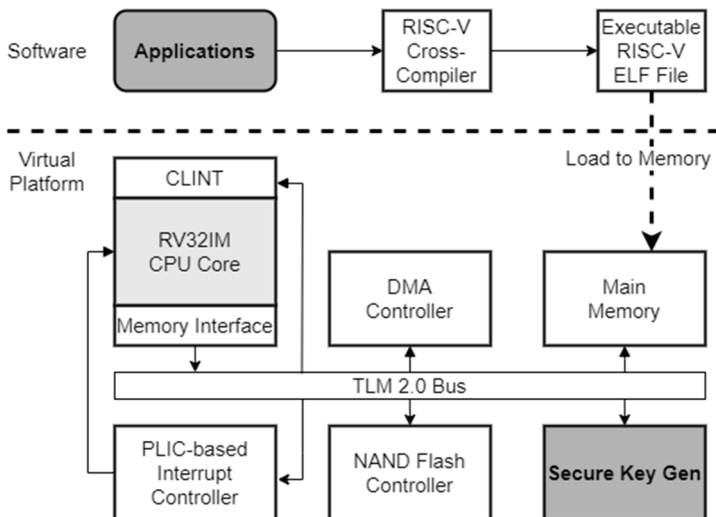 Software
Applications
RISC-V
Cross-
Compiler
Executable
RISC-V
ELF File
Virtual
Platform
Load to Memory
CLINT
RV32IM
CPU Core
Memory Interface
DMA
Controller
Main
Memory
TLM 2.0 Bus
PLIC-based
Interrupt
Controller
NAND Flash
Controller
Secure Key Gen